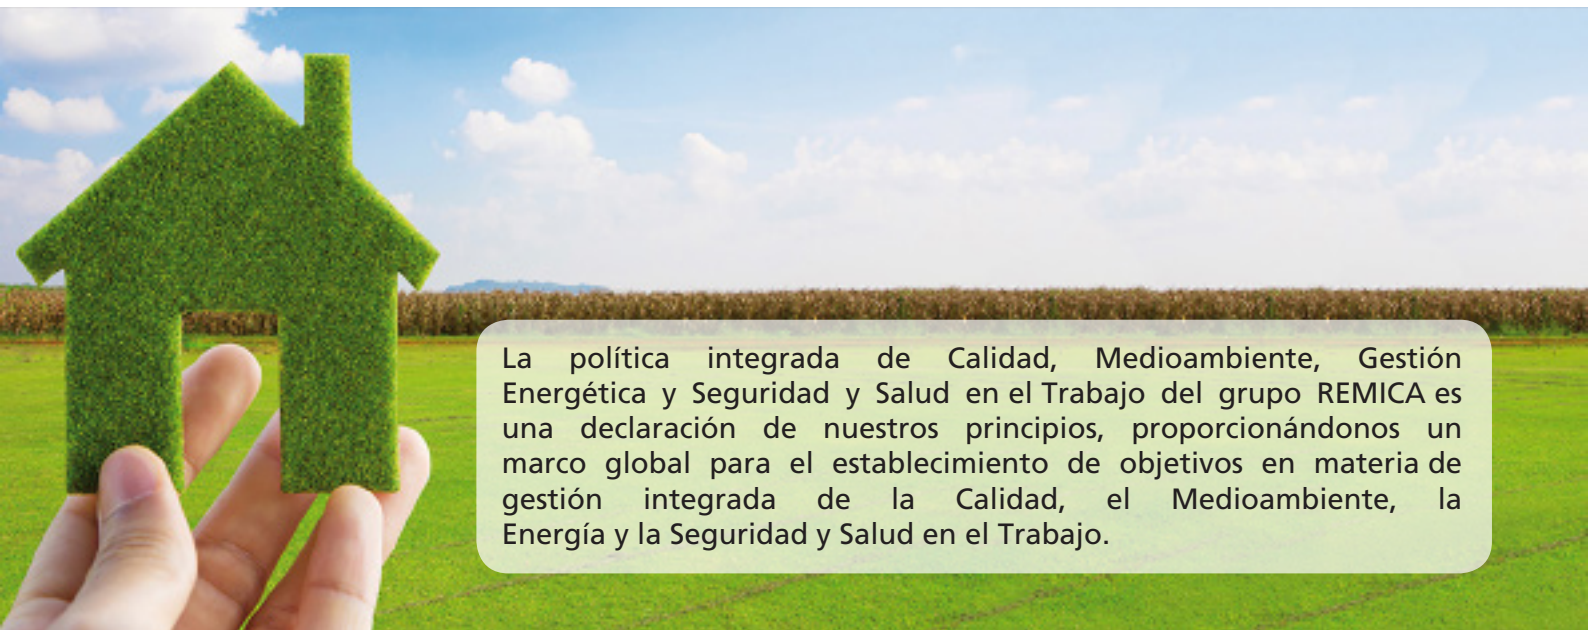 La política integrada de Calidad, Medioambiente, Gestión
Energética y Seguridad y Salud en el Trabajo del grupo REMICA es
una declaración de nuestros principios, proporcionándonos un
marco global para el establecimiento de objetivos en materia de
gestión integrada de la Calidad, el Medioambiente, la
Energía y la Seguridad y Salud en el Trabajo.